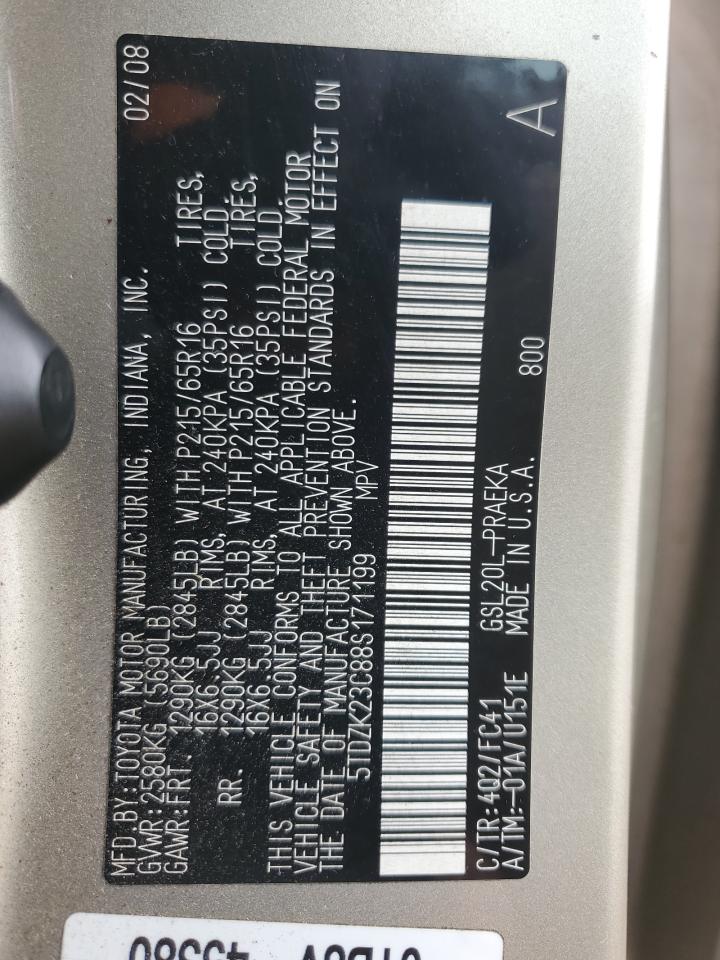 MFD.BY:TOYOTA MOTOR MANUFACTURING, INDIANA, INC. 02/08
GVWR:2580KG (5690LB)
GAWR:FRT. 1290KG (2845LB) WITH P215/65R16 TIRES,
16X6.5JJ RIMS, AT 240KPA (35PSI) COLD.
RR. 1290KG (2845LB) WITH P215/65R16 TIRES,
16X6.5JJ RIMS, AT 240KPA (35PSI) COLD.
THIS VEHICLE CONFORMS TO ALL APPLICABLE FEDERAL MOTOR
VEHICLE SAFETY AND THEFT PREVENTION STANDARDS IN EFFECT ON
THE DATE OF MANUFACTURE SHOWN ABOVE.
5TDZK23C88S171199 MPV
C/TR:4Q2/FC41 GSL20L-PRAEKA
A/TM:-01A/U151E MADE IN U.S.A. 800 A